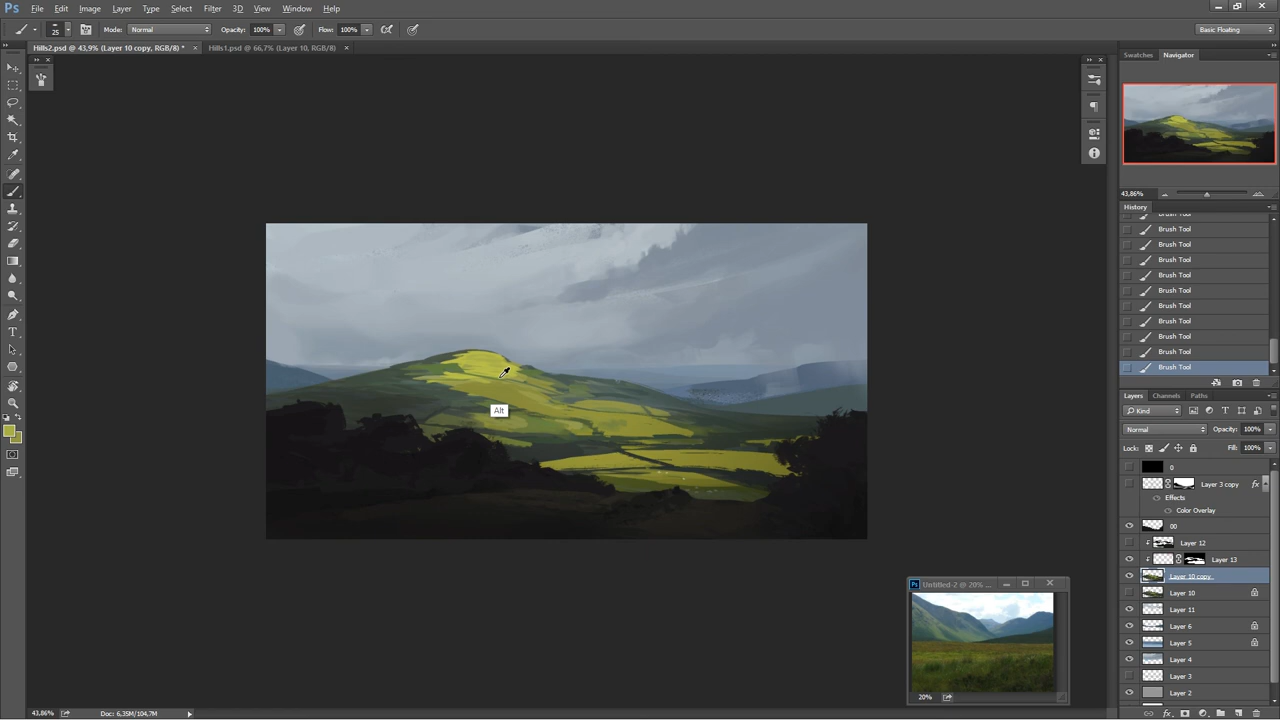 Ps File Edit Image Layer Type Select Filter 3D View Window Help
25 Mode: Normal Opacity: 100% Flow: 100% Basic Floating
Hills2.psd @ 43,9% (Layer 10 copy, RGB/8) * × Hills1.psd @ 66,7% (Layer 10, RGB/8) ×
Swatches Navigator
43,86%
History
Brush Tool
Brush Tool
Brush Tool
Brush Tool
Brush Tool
Brush Tool
Brush Tool
Brush Tool
Brush Tool
Brush Tool
Brush Tool
Alt
Layers Channels Paths
Kind
Normal Opacity: 100%
Lock: Fill: 100%
0
Layer 3 copy fx
Effects
Color Overlay
00
Layer 12
Layer 13
Layer 10 copy
Layer 10
Layer 11
Layer 6
Layer 5
Layer 4
Layer 3
Layer 2
Ps Untitled-2 @ 20% ...
20%
43,86% Doc: 6,35M/104,7M